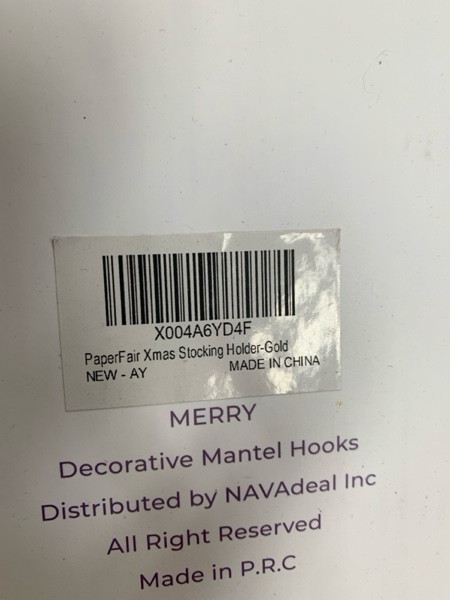 X004A6YD4F
PaperFair Xmas Stocking Holder-Gold
NEW - AY MADE IN CHINA
MERRY
Decorative Mantel Hooks
Distributed by NAVAdeal Inc
All Right Reserved
Made in P.R.C